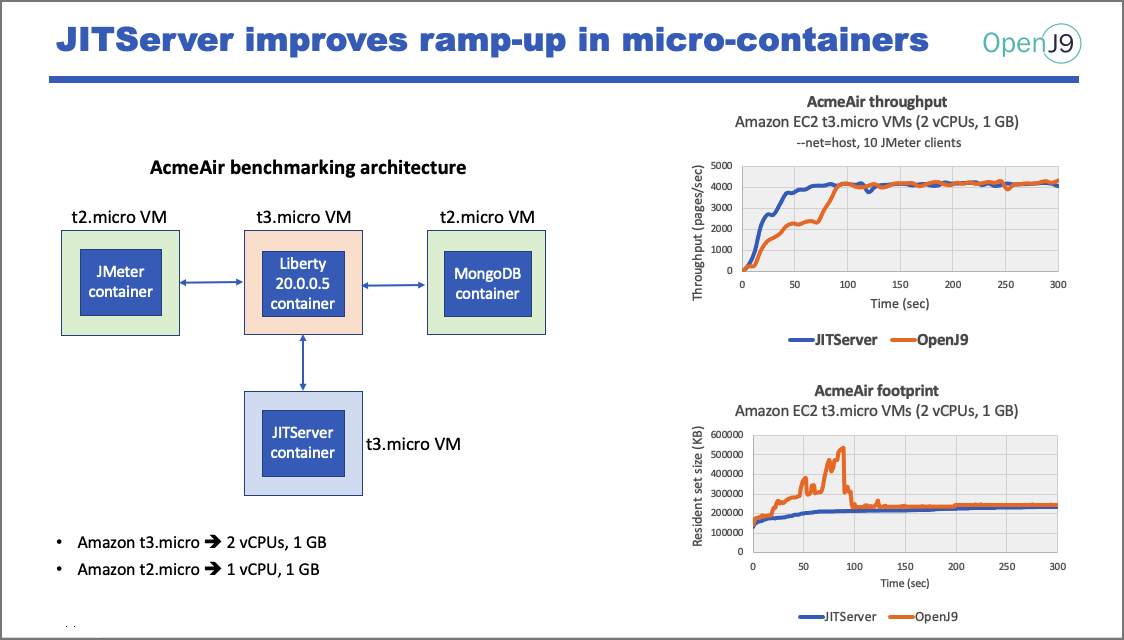 JITServer improves ramp-up in micro-containers
OpenJ9
AcmeAir benchmarking architecture
t2.micro VM
t3.micro VM
t2.micro VM
JMeter
container
Liberty
20.0.0.5
container
MongoDB
container
JITServer
container
t3.micro VM
• Amazon t3.micro ➔ 2 vCPUs, 1 GB
• Amazon t2.micro ➔ 1 vCPU, 1 GB
AcmeAir throughput
Amazon EC2 t3.micro VMs (2 vCPUs, 1 GB)
--net=host, 10 JMeter clients
Throughput (pages/sec)
5000
4000
3000
2000
1000
0
0 50 100 150 200 250 300
Time (sec)
JITServer OpenJ9
AcmeAir footprint
Amazon EC2 t3.micro VMs (2 vCPUs, 1 GB)
Resident set size (KB)
600000
500000
400000
300000
200000
100000
0
0 50 100 150 200 250 300
Time (sec)
JITServer OpenJ9